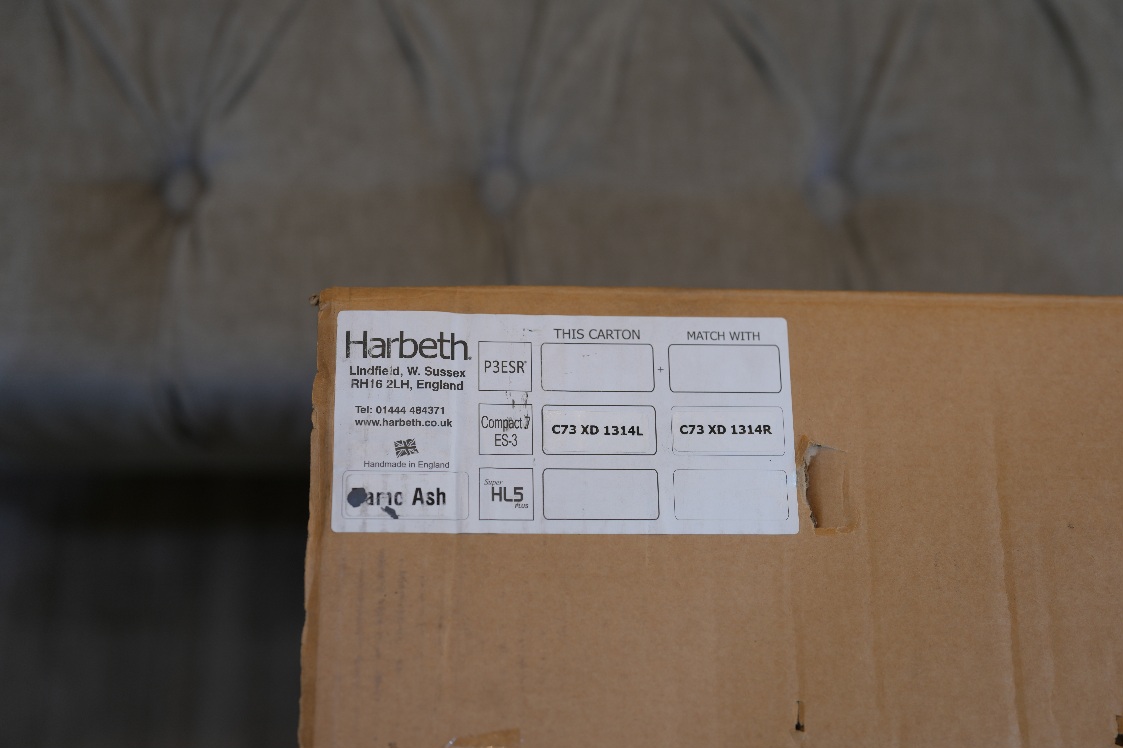 Harbeth
Lindfield, W. Sussex
RH16 2LH, England
Tel: 01444 484371
www.harbeth.co.uk
Handmade in England
Ash
THIS CARTON
MATCH WITH
P3ESR
+
Compact 7
ES-3
C73 XD 1314L
C73 XD 1314R
Super
HL5
PLUS